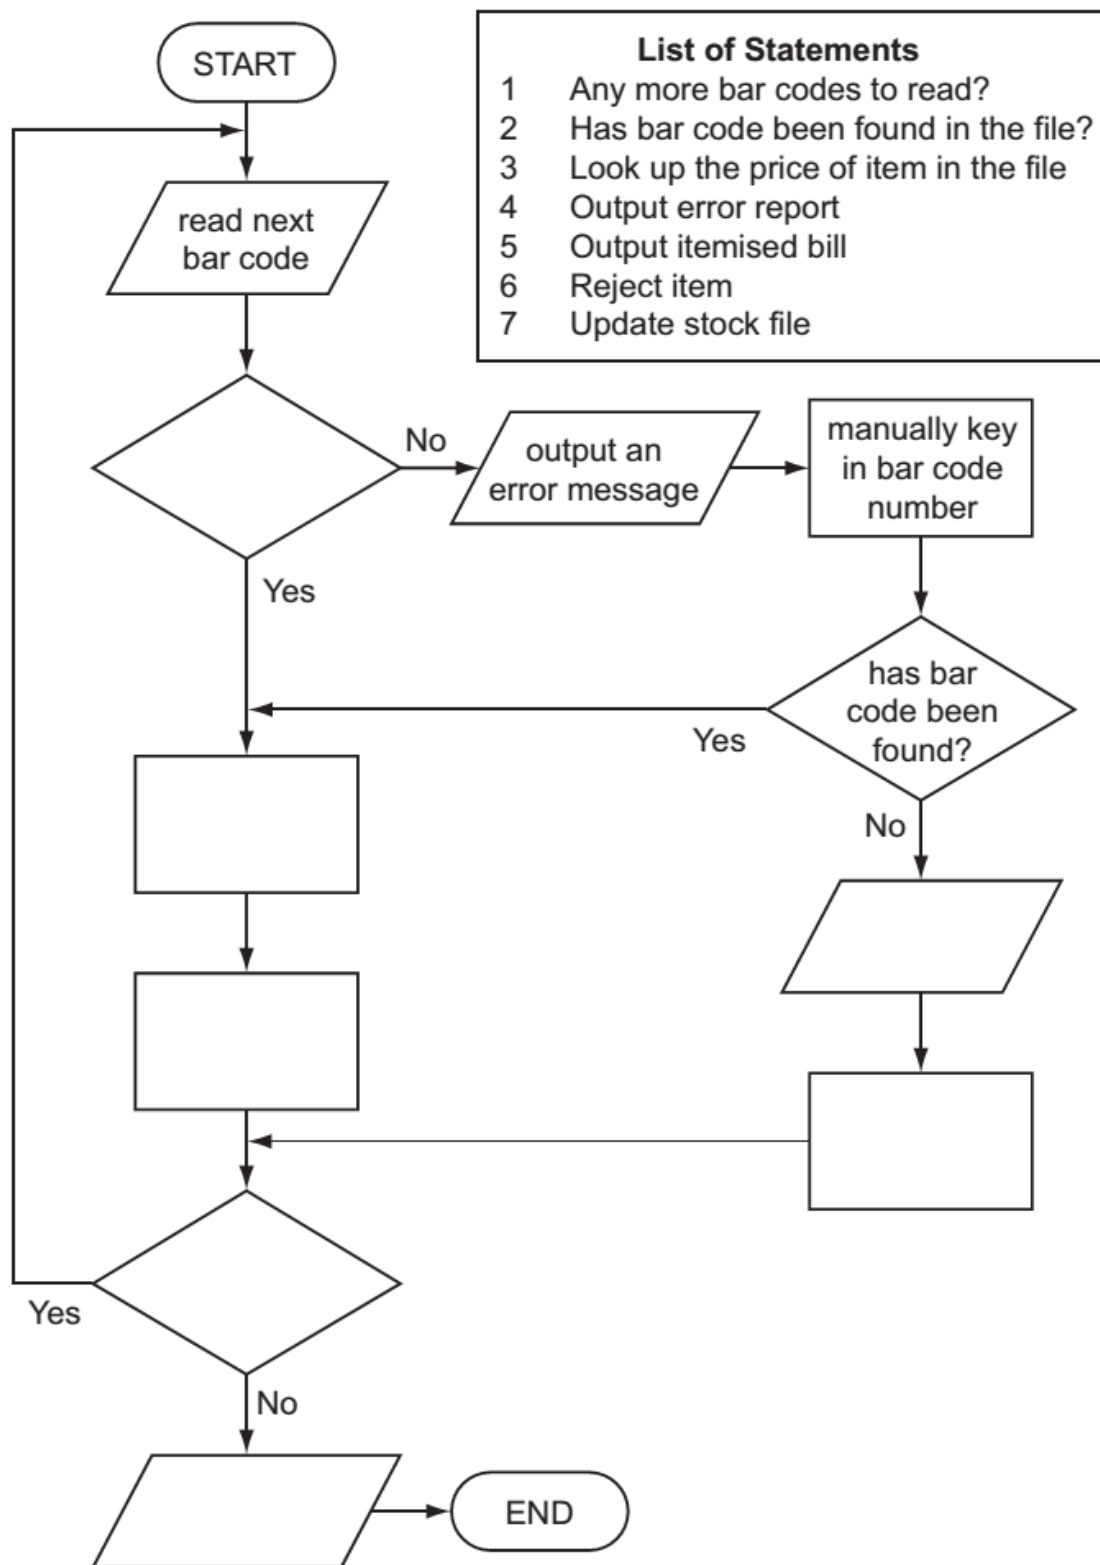 START
List of Statements
1 Any more bar codes to read?
2 Has bar code been found in the file?
3 Look up the price of item in the file
4 Output error report
5 Output itemised bill
6 Reject item
7 Update stock file
read next
bar code
No
output an
error message
manually key
in bar code
number
Yes
has bar
code been
found?
Yes
No
Yes
No
END